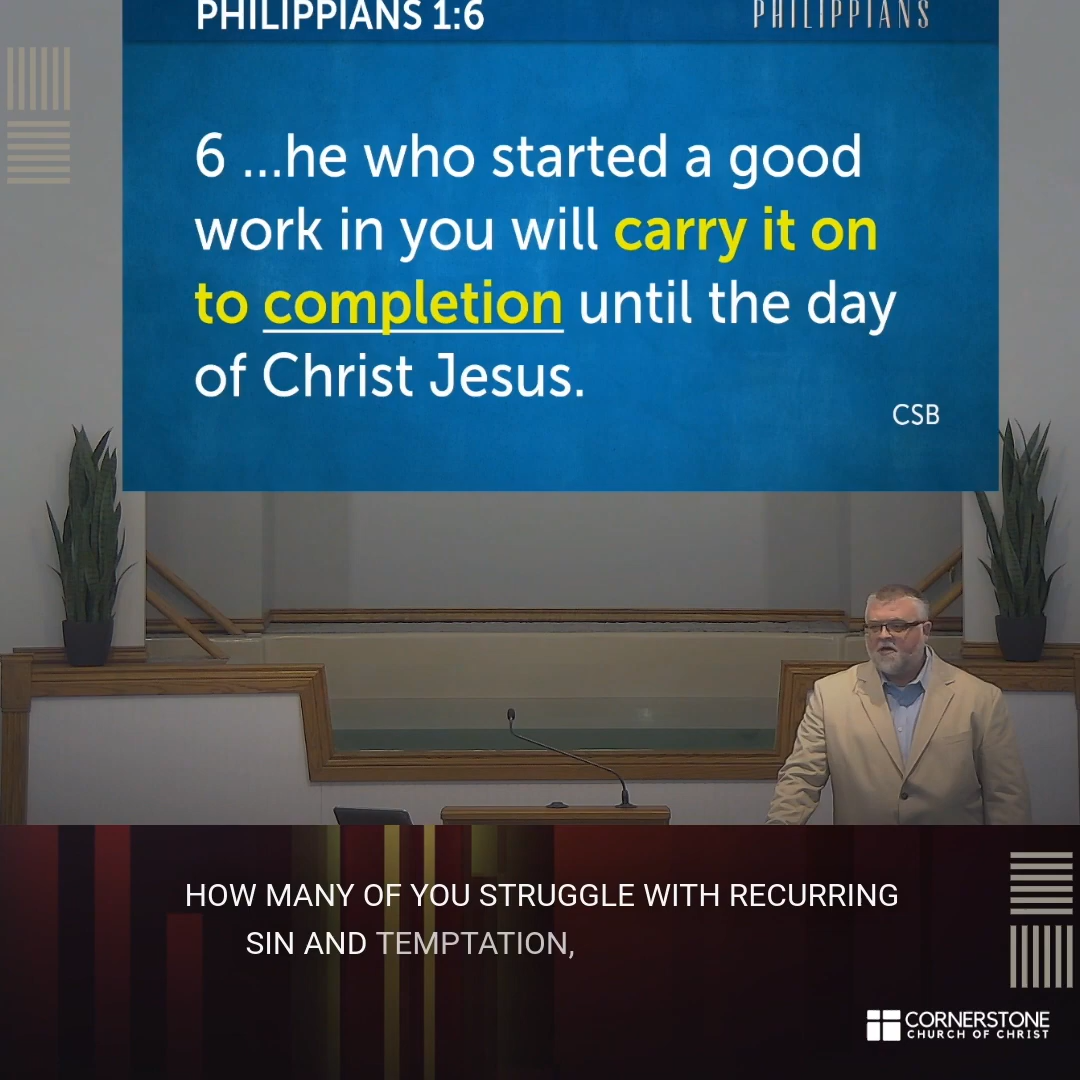 PHILIPPIANS 1:6
PHILIPPIANS
6 ...he who started a good
work in you will carry it on
to completion until the day
of Christ Jesus.
CSB
HOW MANY OF YOU STRUGGLE WITH RECURRING
SIN AND TEMPTATION,
CORNERSTONE
CHURCH OF CHRIST